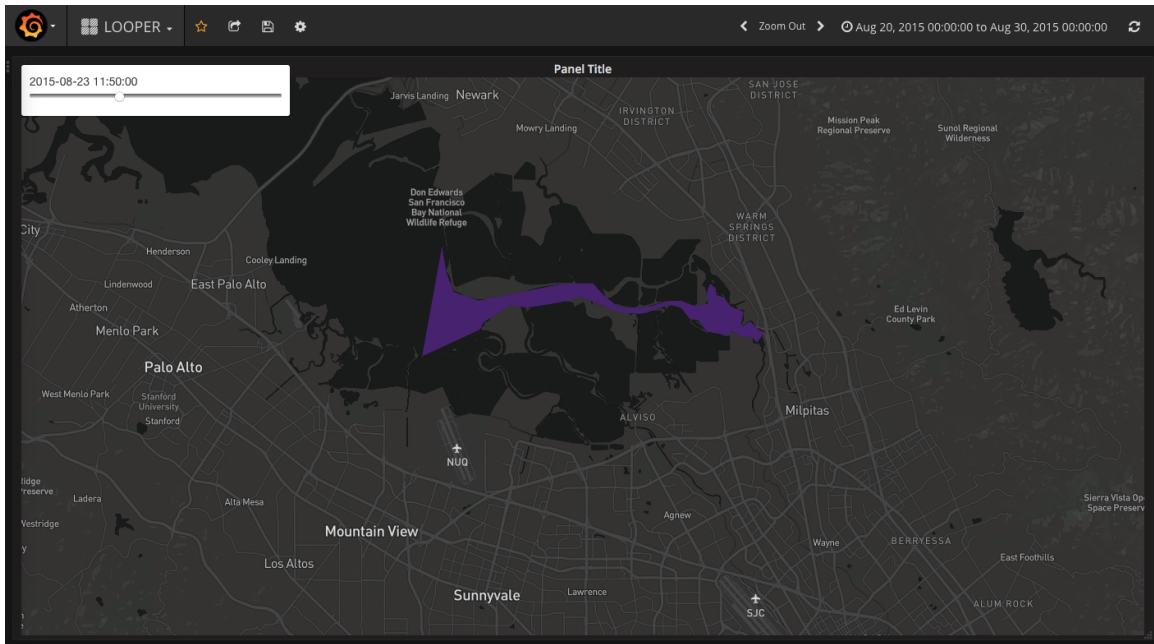 LOOPER
Zoom Out
Aug 20, 2015 00:00:00 to Aug 30, 2015 00:00:00
Panel Title
2015-08-23 11:50:00
SAN JOSE
DISTRICT
Jarvis Landing
Newark
IRVINGTON
DISTRICT
Mowry Landing
Mission Peak
Regional Preserve
Sunol Regional
Wilderness
Don Edwards
San Francisco
Bay National
Wildlife Refuge
WARM
SPRINGS
DISTRICT
City
Henderson
Cooley Landing
Lindenwood
East Palo Alto
Atherton
Menlo Park
Ed Levin
County Park
Palo Alto
West Menlo Park
Stanford
University
Stanford
ALVISO
Milpitas
NUQ
Ridge
Preserve
Ladera
Alta Mesa
Westridge
Sierra Vista Op
Space Preserv
Agnew
Mountain View
Wayne
BERRYESSA
East Foothills
Los Altos
Sunnyvale
Lawrence
SJC
ALUM ROCK